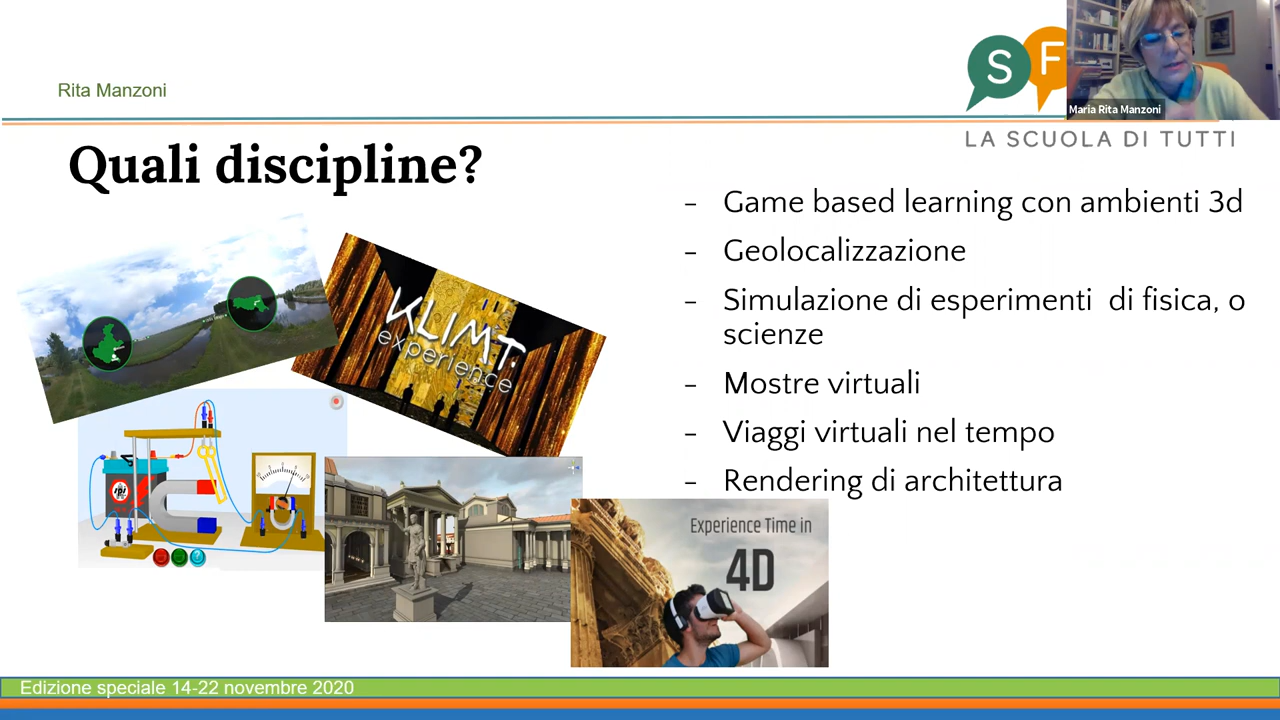 Rita Manzoni
S F
Maria Rita Manzoni
LA SCUOLA DI TUTTI
Quali discipline?
- Game based learning con ambienti 3d
- Geolocalizzazione
- Simulazione di esperimenti di fisica, o
scienze
- Mostre virtuali
- Viaggi virtuali nel tempo
- Rendering di architettura
KLIMT
experience
Experience Time in
4D
Edizione speciale 14-22 novembre 2020